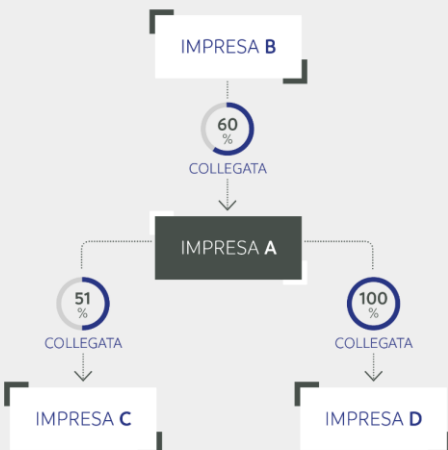 IMPRESA B
60
%
COLLEGATA
IMPRESA A
51
%
COLLEGATA
100
%
COLLEGATA
IMPRESA C
IMPRESA D